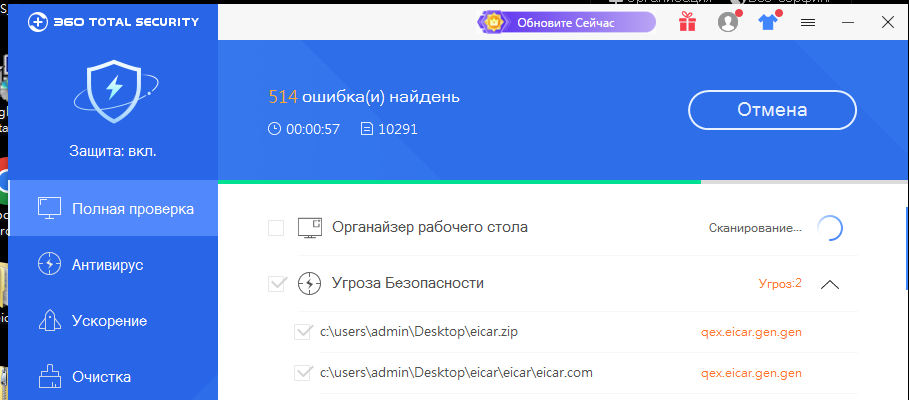 360 TOTAL SECURITY
Обновите Сейчас
Защита: вкл.
514 ошибка(и) найдень
00:00:57 10291
Отмена
Полная проверка
Антивирус
Ускорение
Очистка
Органайзер рабочего стола Сканирование...
Угроза Безопасности Угроз:2
c:\users\admin\Desktop\eicar.zip qex.eicar.gen.gen
c:\users\admin\Desktop\eicar\eicar\eicar.com qex.eicar.gen.gen